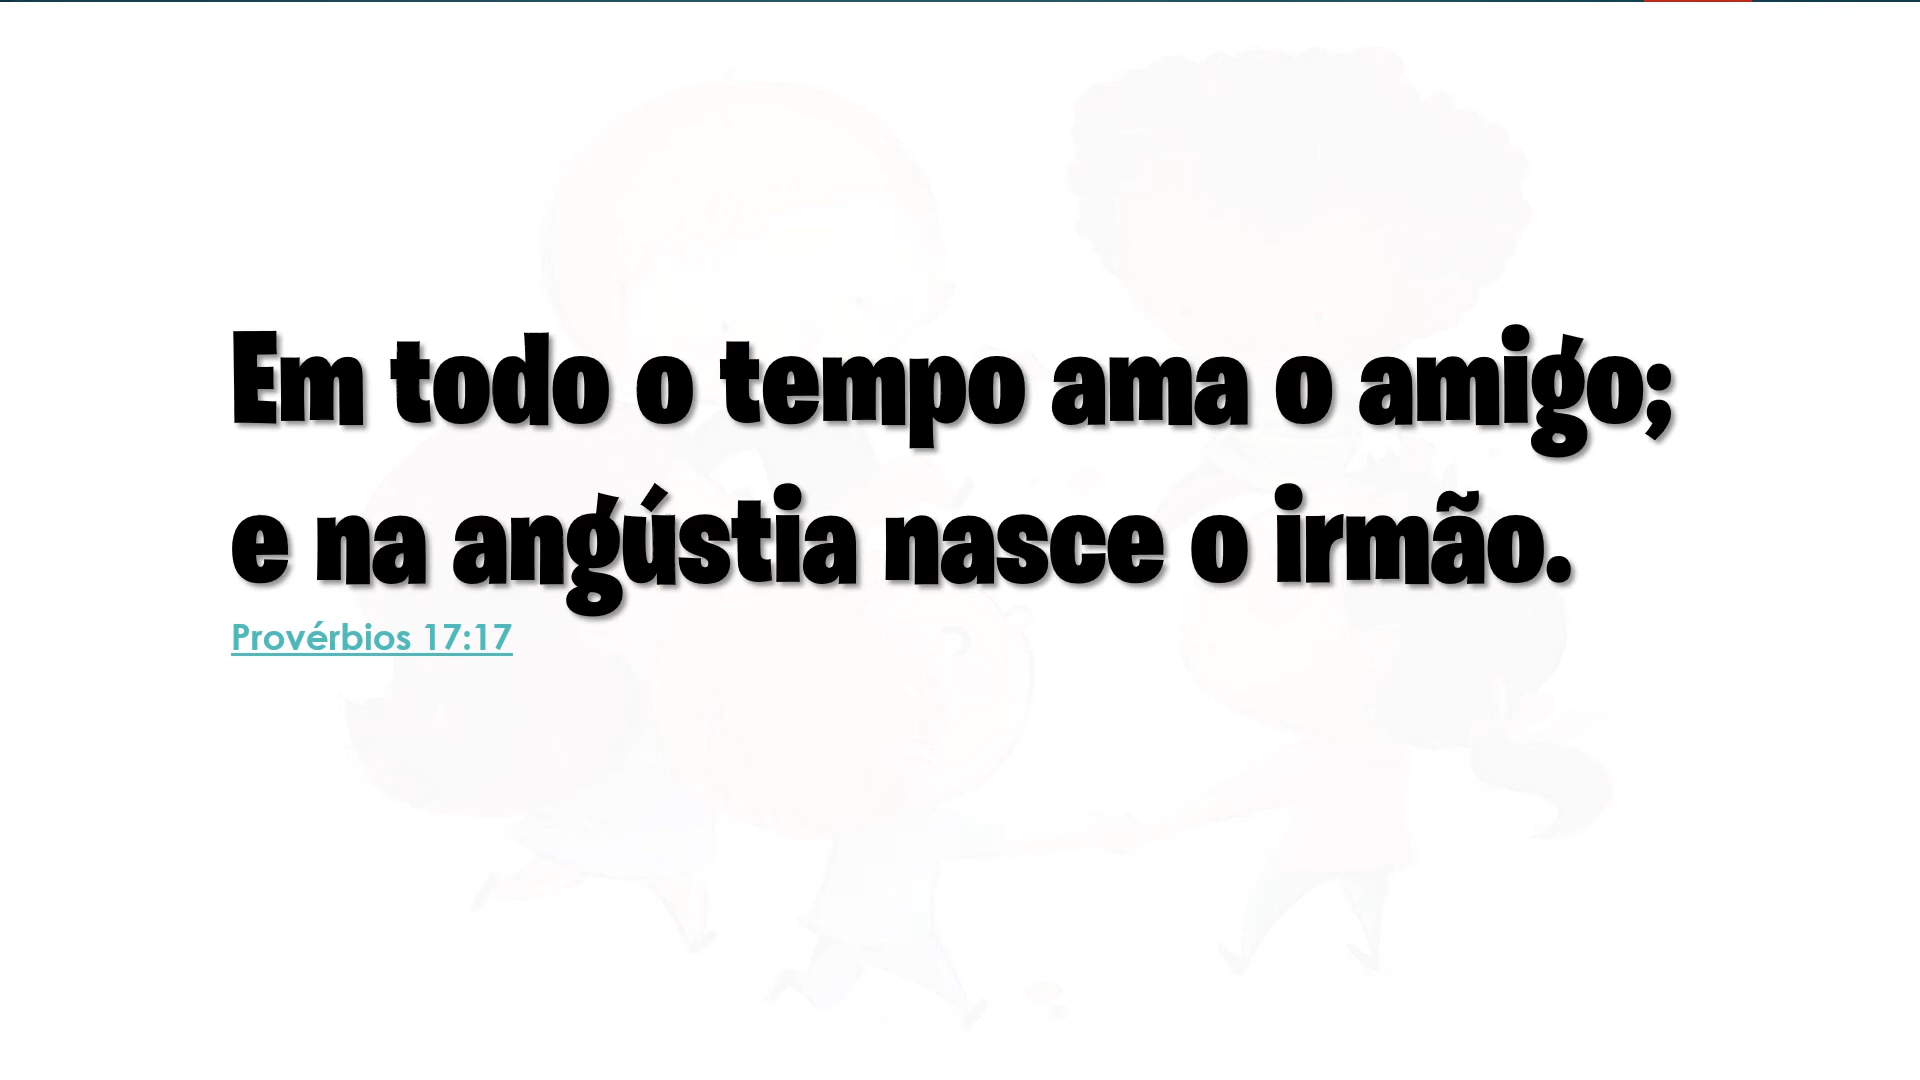 Em todo o tempo ama o amigo;
e na angústia nasce o irmão.
Provérbios 17:17